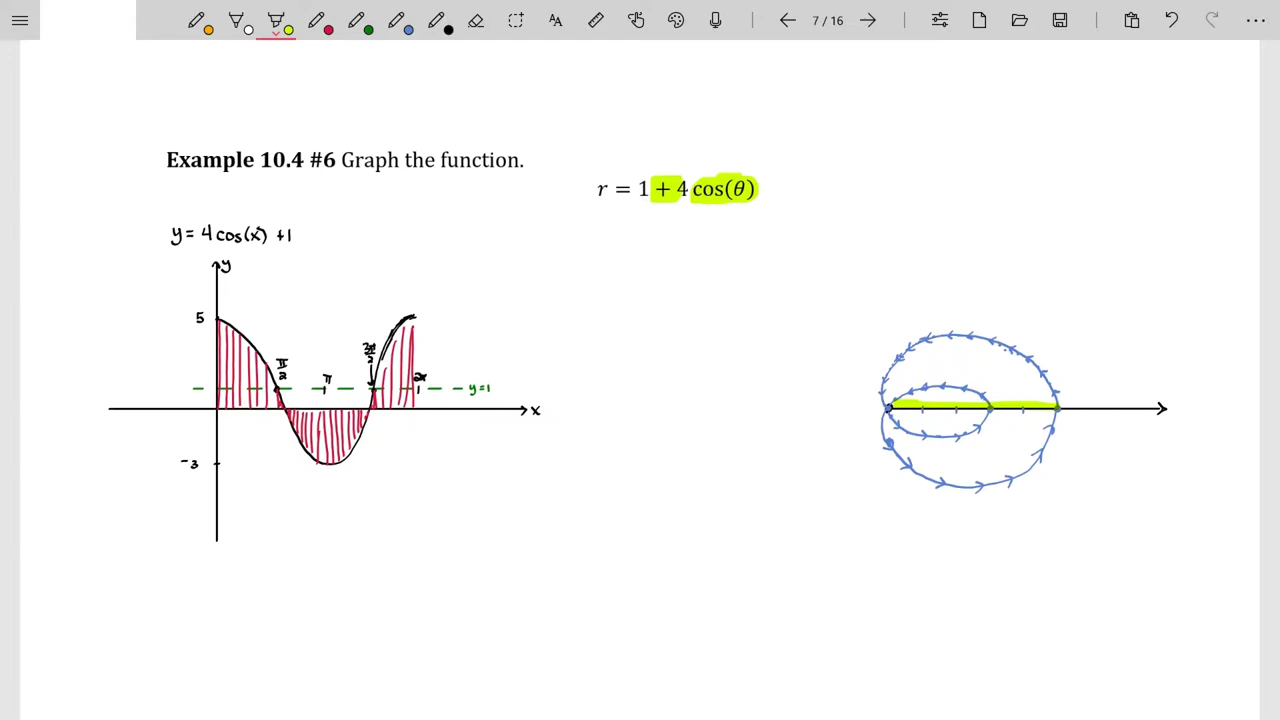 7 / 16
Example 10.4 #6 Graph the function.
r = 1 + 4 cos(θ)
y = 4 cos(x) + 1
y
5
3π/2
π/2
π
2π
y = 1
x
-3